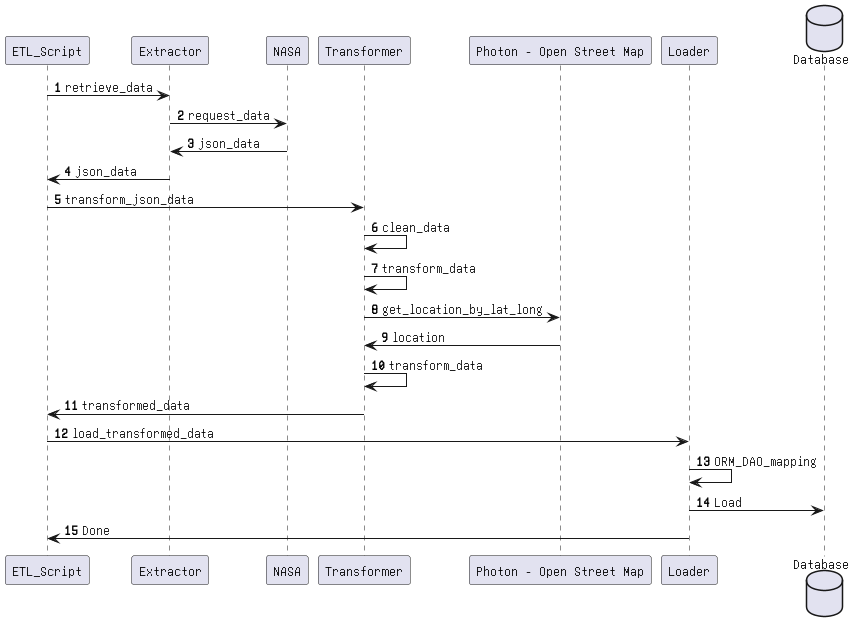 ETL_Script
Extractor
NASA
Transformer
Photon - Open Street Map
Loader
Database
1 retrieve_data
2 request_data
3 json_data
4 json_data
5 transform_json_data
6 clean_data
7 transform_data
8 get_location_by_lat_long
9 location
10 transform_data
11 transformed_data
12 load_transformed_data
13 ORM_DAO_mapping
14 Load
15 Done
ETL_Script
Extractor
NASA
Transformer
Photon - Open Street Map
Loader
Database